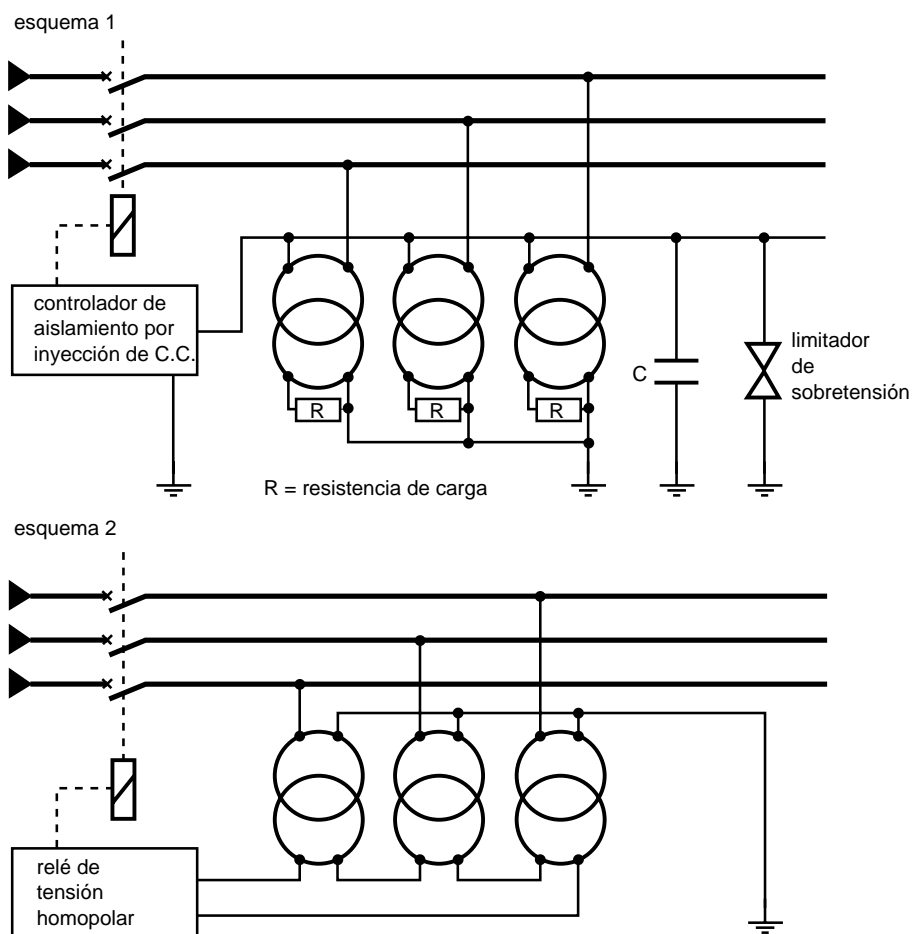 esquema 1
controlador de
aislamiento por
inyección de C.C.
R
R
R
C
limitador
de
sobretensión
R = resistencia de carga
esquema 2
relé de
tensión
homopolar